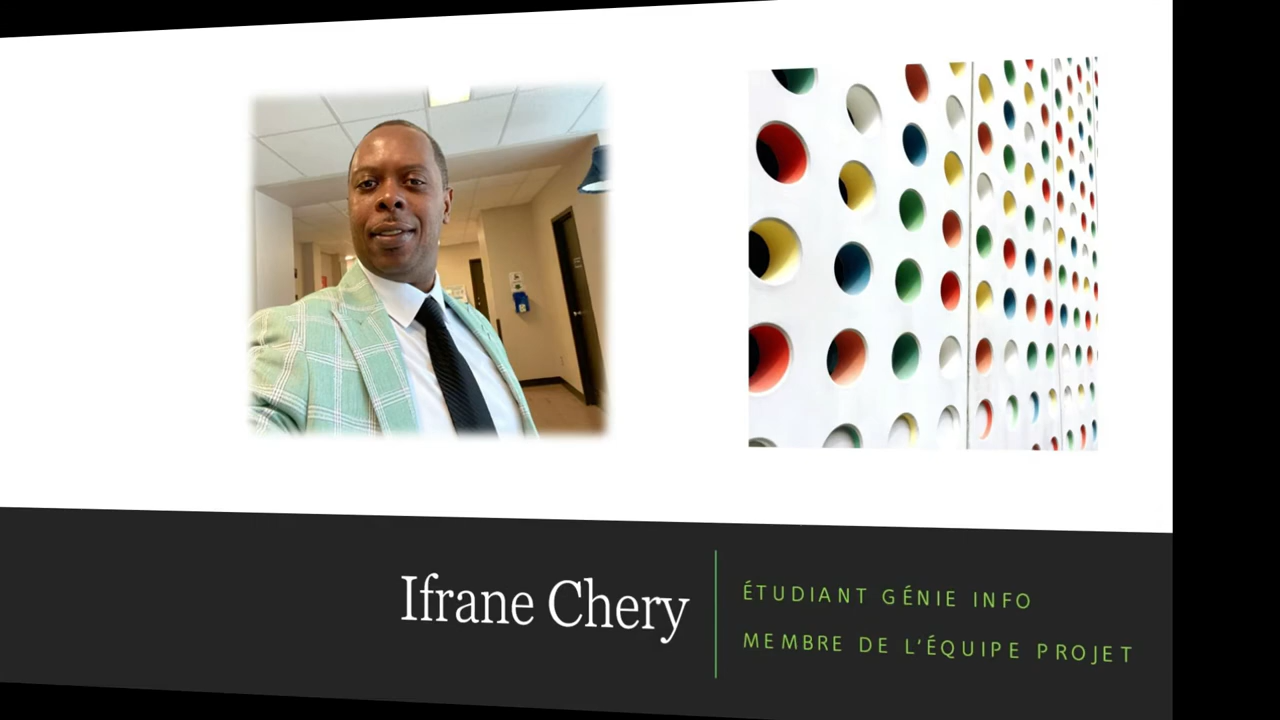 Ifrane Chery
ÉTUDIANT GÉNIE INFO
MEMBRE DE L'ÉQUIPE PROJET